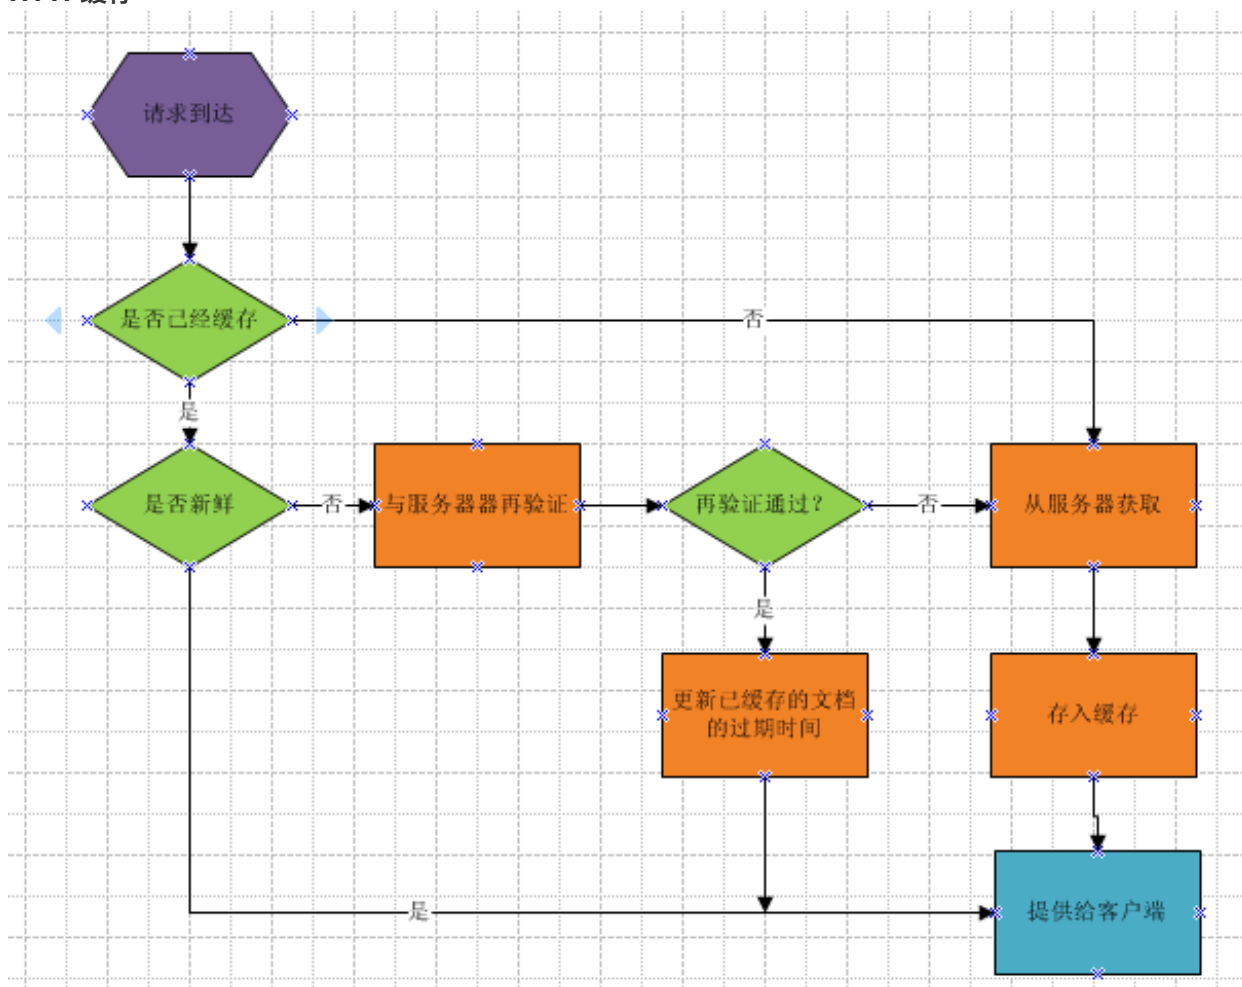 请求到达
是否已经缓存
否
是
是否新鲜
否
与服务器器再验证
再验证通过？
否
从服务器获取
是
更新已缓存的文档
的过期时间
存入缓存
是
提供给客户端